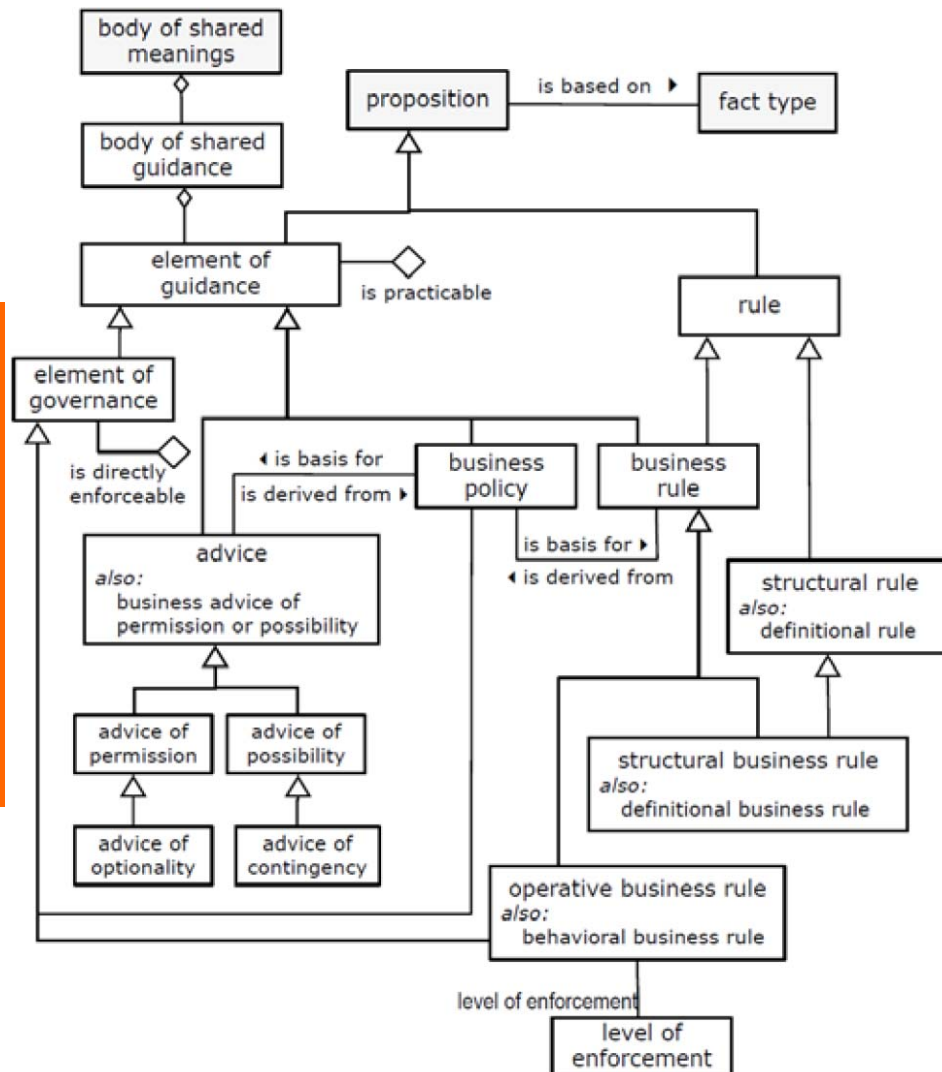 body of shared
meanings
proposition
is based on ▶
fact type
body of shared
guidance
element of
guidance
is practicable
rule
element of
governance
is directly
enforceable
◀ is basis for
is derived from ▶
business
policy
business
rule
is basis for ▶
◀ is derived from
advice
also:
business advice of
permission or possibility
structural rule
also:
definitional rule
advice of
permission
advice of
possibility
structural business rule
also:
definitional business rule
advice of
optionality
advice of
contingency
operative business rule
also:
behavioral business rule
level of enforcement
level of
enforcement